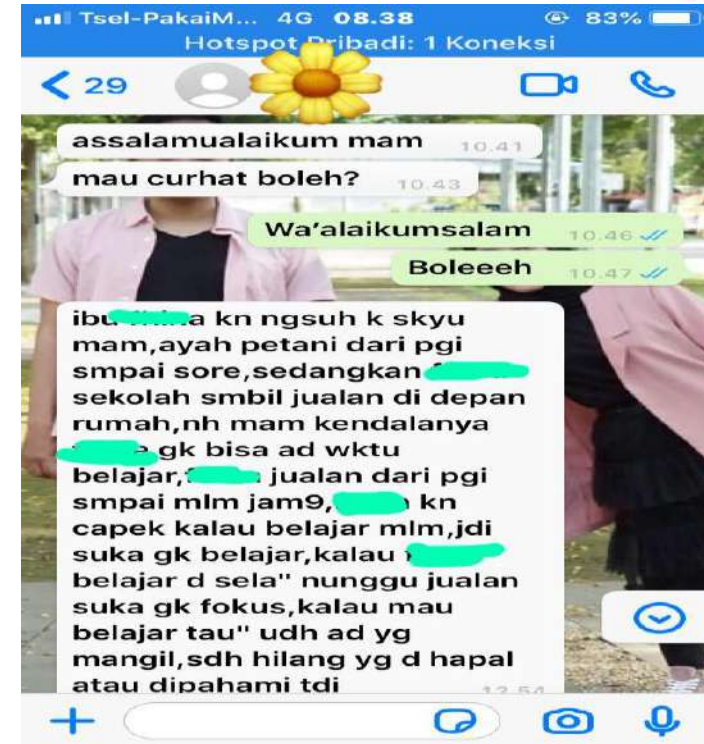 Tsel-PakaiM... 4G 08.38 83%
Hotspot Pribadi: 1 Koneksi
29
assalamualaikum mam 10.41
mau curhat boleh? 10.43
Wa'alaikumsalam 10.46
Boleeeh 10.47
ibu kn ngsuh k skyu
mam,ayah petani dari pgi
smpai sore,sedangkan
sekolah smbil jualan di depan
rumah,nh mam kendalanya
gk bisa ad wktu
belajar, jualan dari pgi
smpai mlm jam9, kn
capek kalau belajar mlm,jdi
suka gk belajar,kalau
belajar d sela" nunggu jualan
suka gk fokus,kalau mau
belajar tau" udh ad yg
mangil,sdh hilang yg d hapal
atau dipahami tdi 12.54